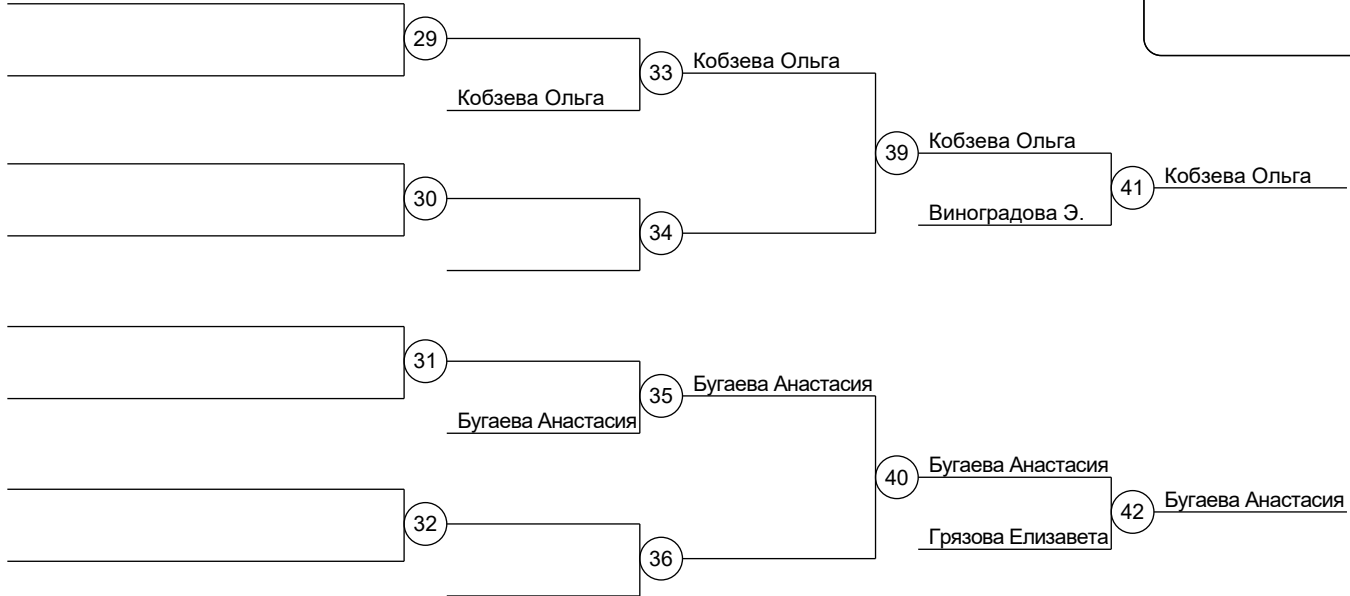 29
33
Кобзева Ольга
Кобзева Ольга
39
Кобзева Ольга
41
Кобзева Ольга
30
34
Виноградова Э.
31
35
Бугаева Анастасия
Бугаева Анастасия
40
Бугаева Анастасия
42
Бугаева Анастасия
32
36
Грязова Елизавета